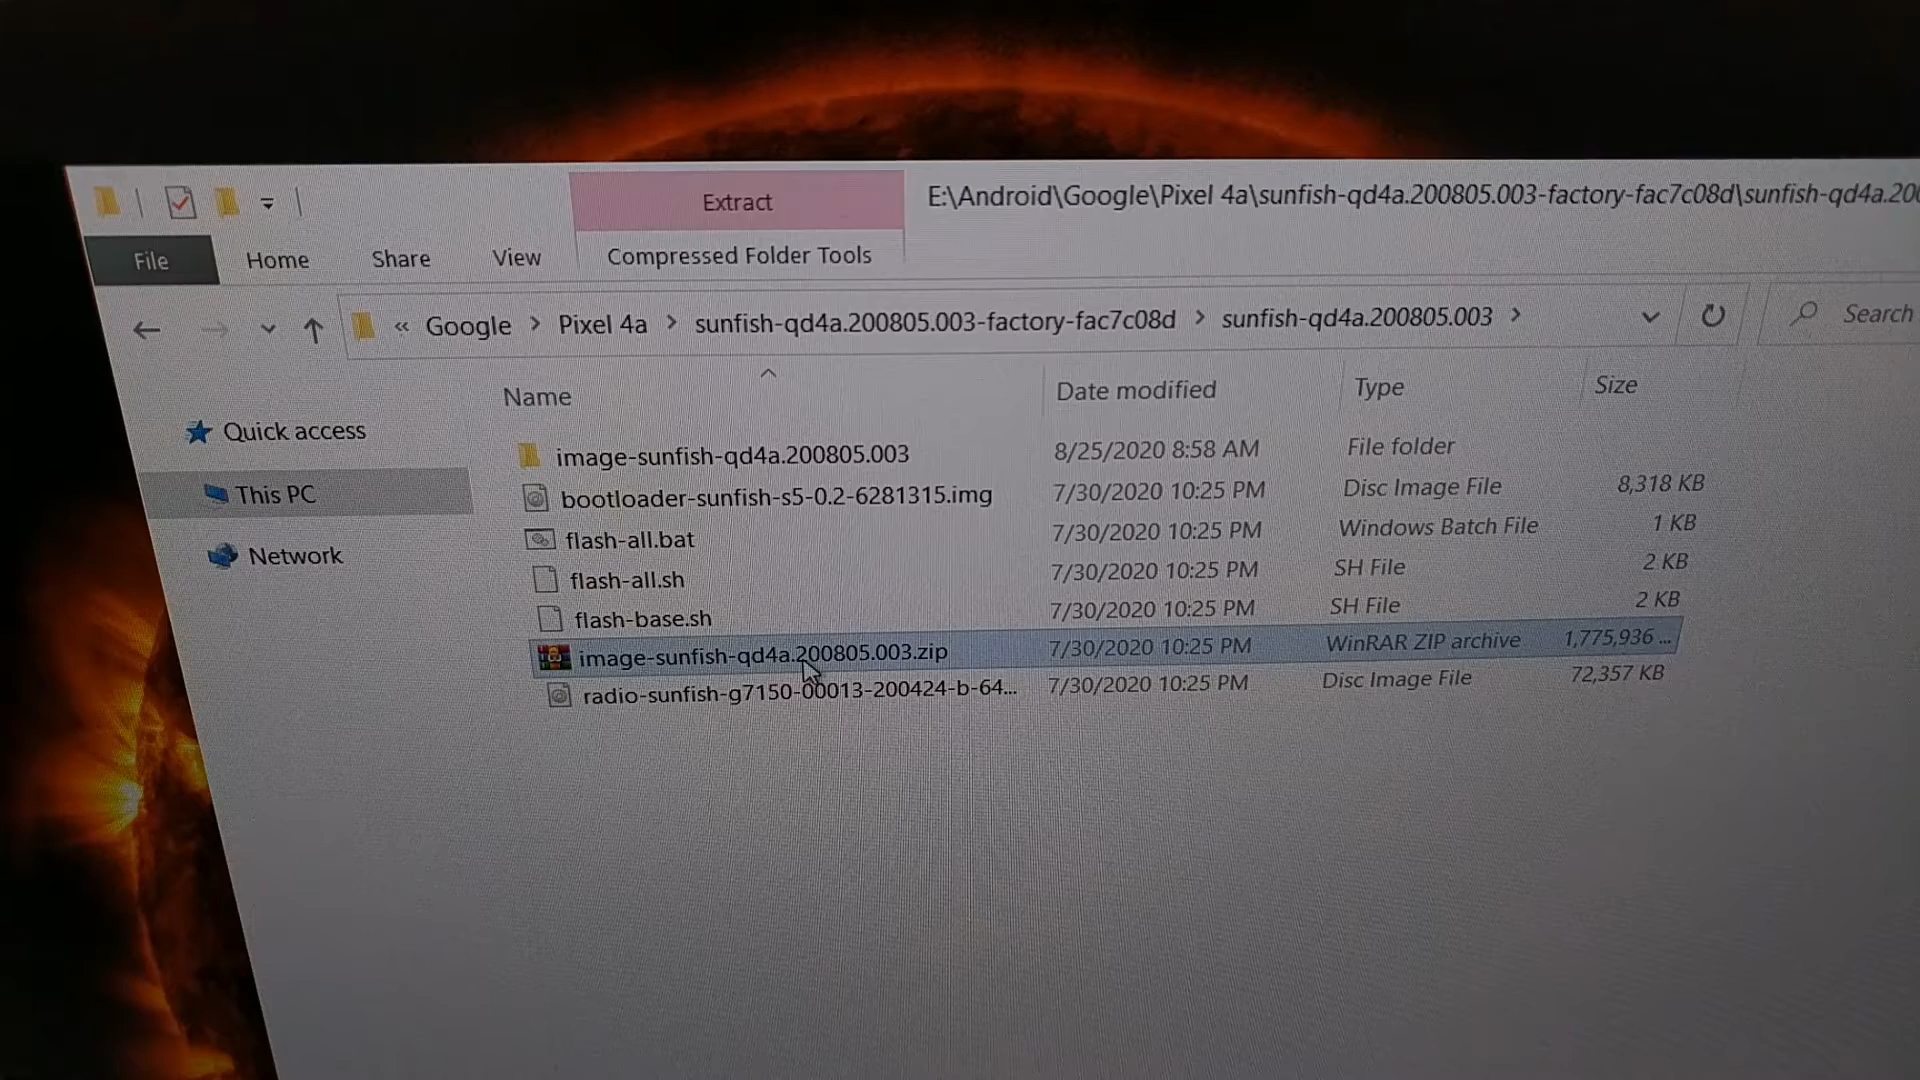 Extract
E:\Android\Google\Pixel 4a\sunfish-qd4a.200805.003-factory-fac7c08d\sunfish-qd4a.20
File Home Share View Compressed Folder Tools
« Google > Pixel 4a > sunfish-qd4a.200805.003-factory-fac7c08d > sunfish-qd4a.200805.003 > Search
Name Date modified Type Size
Quick access
This PC
Network
image-sunfish-qd4a.200805.003 8/25/2020 8:58 AM File folder
bootloader-sunfish-s5-0.2-6281315.img 7/30/2020 10:25 PM Disc Image File 8,318 KB
flash-all.bat 7/30/2020 10:25 PM Windows Batch File 1 KB
flash-all.sh 7/30/2020 10:25 PM SH File 2 KB
flash-base.sh 7/30/2020 10:25 PM SH File 2 KB
image-sunfish-qd4a.200805.003.zip 7/30/2020 10:25 PM WinRAR ZIP archive 1,775,936 ...
radio-sunfish-g7150-00013-200424-b-64... 7/30/2020 10:25 PM Disc Image File 72,357 KB